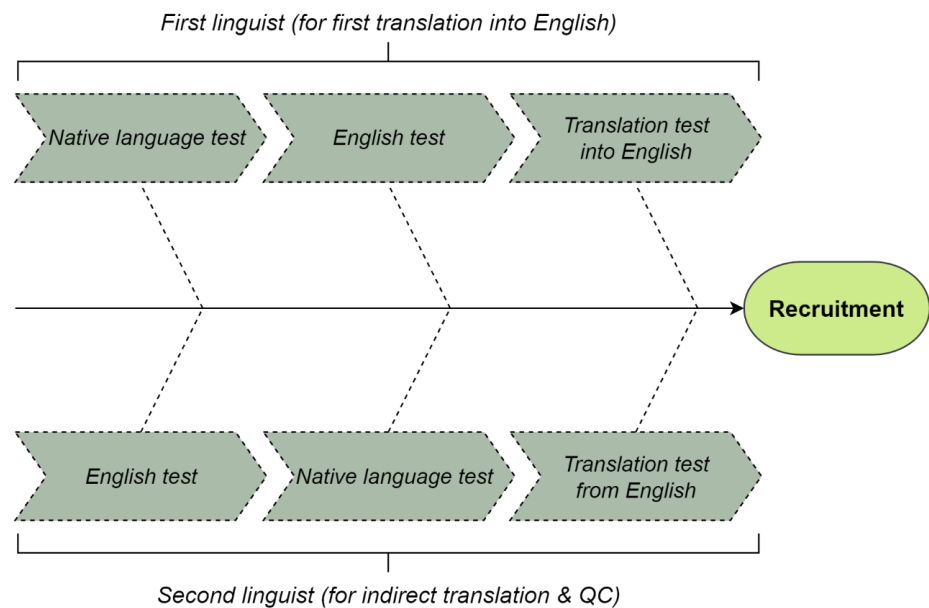 First linguist (for first translation into English)
Native language test
English test
Translation test
into English
Recruitment
English test
Native language test
Translation test
from English
Second linguist (for indirect translation & QC)